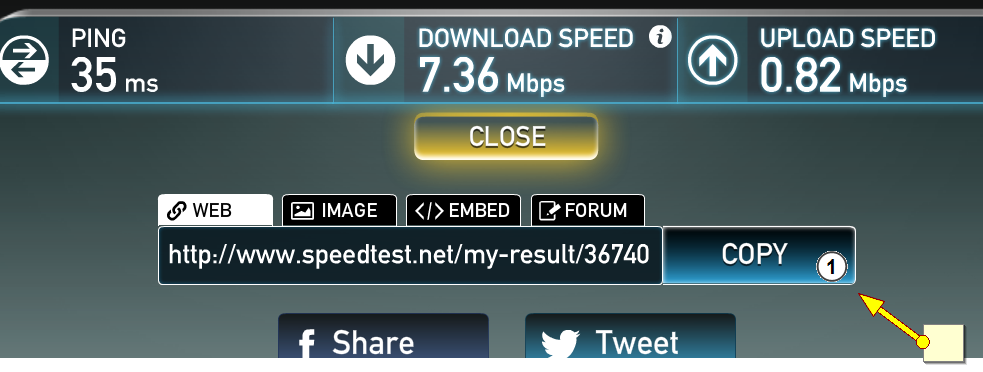 PING
35 ms
DOWNLOAD SPEED
7.36 Mbps
UPLOAD SPEED
0.82 Mbps
CLOSE
WEB
IMAGE
</> EMBED
FORUM
http://www.speedtest.net/my-result/36740
COPY
1
f Share
Tweet